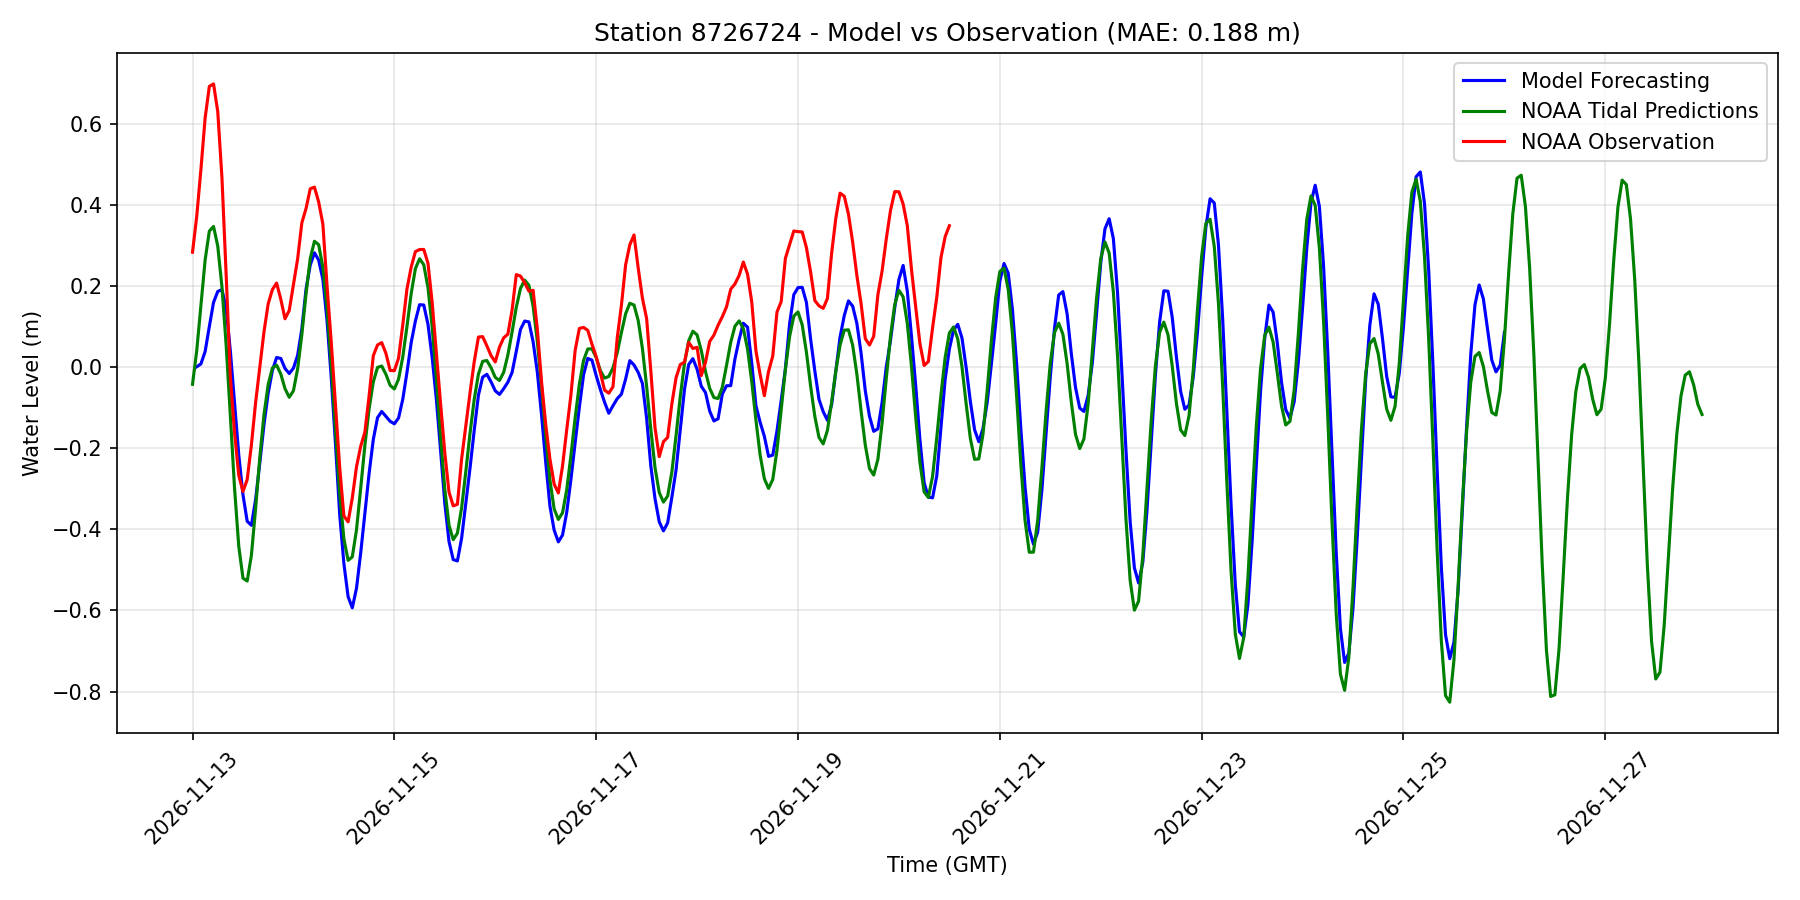 Station 8726724 - Model vs Observation (MAE: 0.188 m)
Model Forecasting
NOAA Tidal Predictions
NOAA Observation
Water Level (m)
0.6
0.4
0.2
0.0
−0.2
−0.4
−0.6
−0.8
2026-11-13
2026-11-15
2026-11-17
2026-11-19
2026-11-21
2026-11-23
2026-11-25
2026-11-27
Time (GMT)